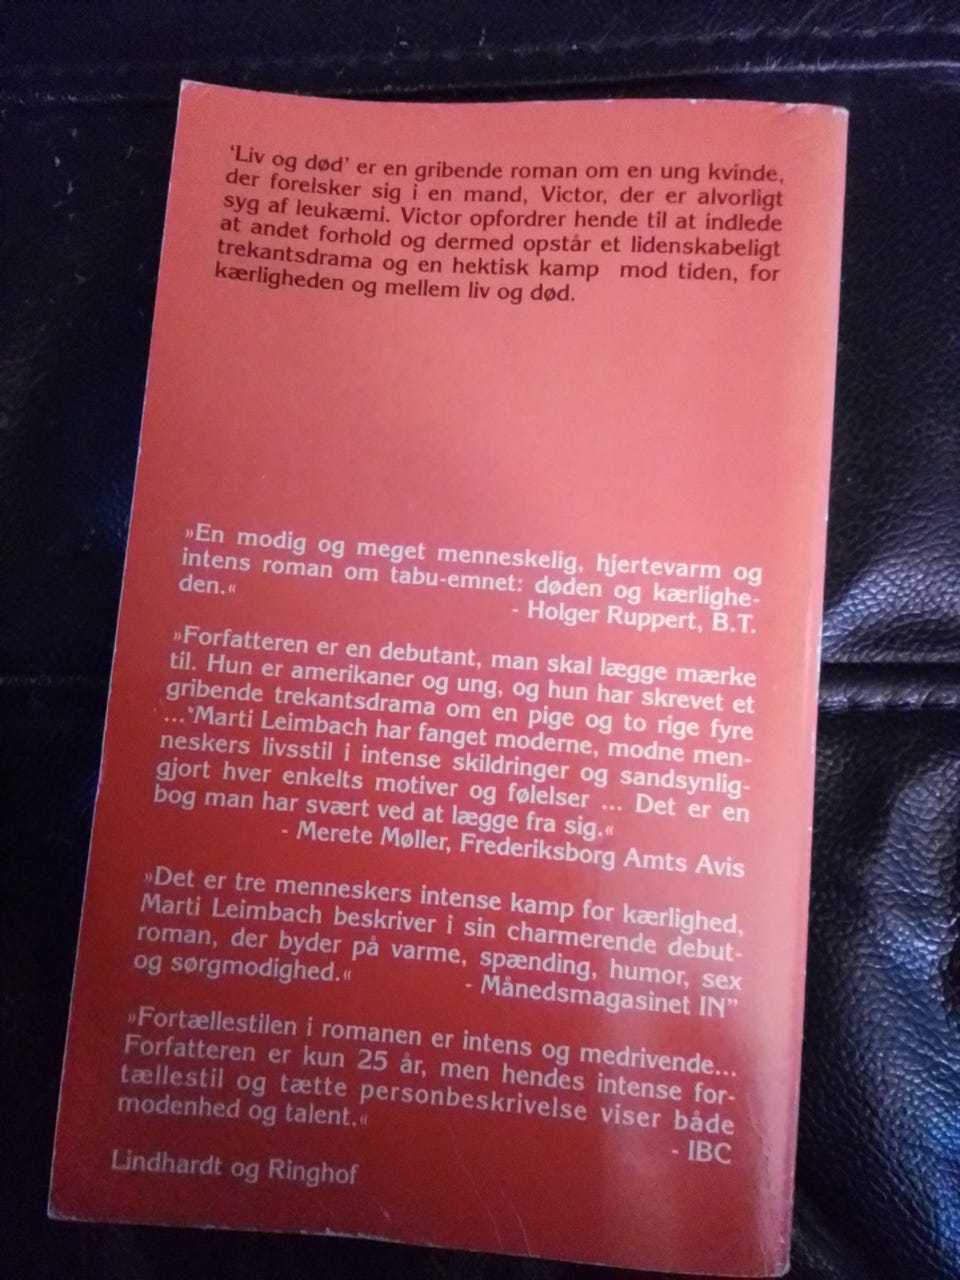 ‘Liv og død’ er en gribende roman om en ung kvinde,
der forelsker sig i en mand, Victor, der er alvorligt
syg af leukæmi. Victor opfordrer hende til at indlede
at andet forhold og dermed opstår et lidenskabeligt
trekantsdrama og en hektisk kamp mod tiden, for
kærligheden og mellem liv og død.
»En modig og meget menneskelig, hjertevarm og
intens roman om tabu-emnet: døden og kærlighe-
den.«
- Holger Ruppert, B.T.
»Forfatteren er en debutant, man skal lægge mærke
til. Hun er amerikaner og ung, og hun har skrevet et
gribende trekantsdrama om en pige og to rige fyre
...‘Marti Leimbach har fanget moderne, modne men-
neskers livsstil i intense skildringer og sandsynlig-
gjort hver enkelts motiver og følelser ... Det er en
bog man har svært ved at lægge fra sig.«
- Merete Møller, Frederiksborg Amts Avis
»Det er tre menneskers intense kamp for kærlighed,
Marti Leimbach beskriver i sin charmerende debut-
roman, der byder på varme, spænding, humor, sex
og sørgmodighed.« - Månedsmagasinet IN”
»Fortællestilen i romanen er intens og medrivende...
Forfatteren er kun 25 år, men hendes intense for-
tællestil og tætte personbeskrivelse viser både
modenhed og talent.«
- IBC
Lindhardt og Ringhof